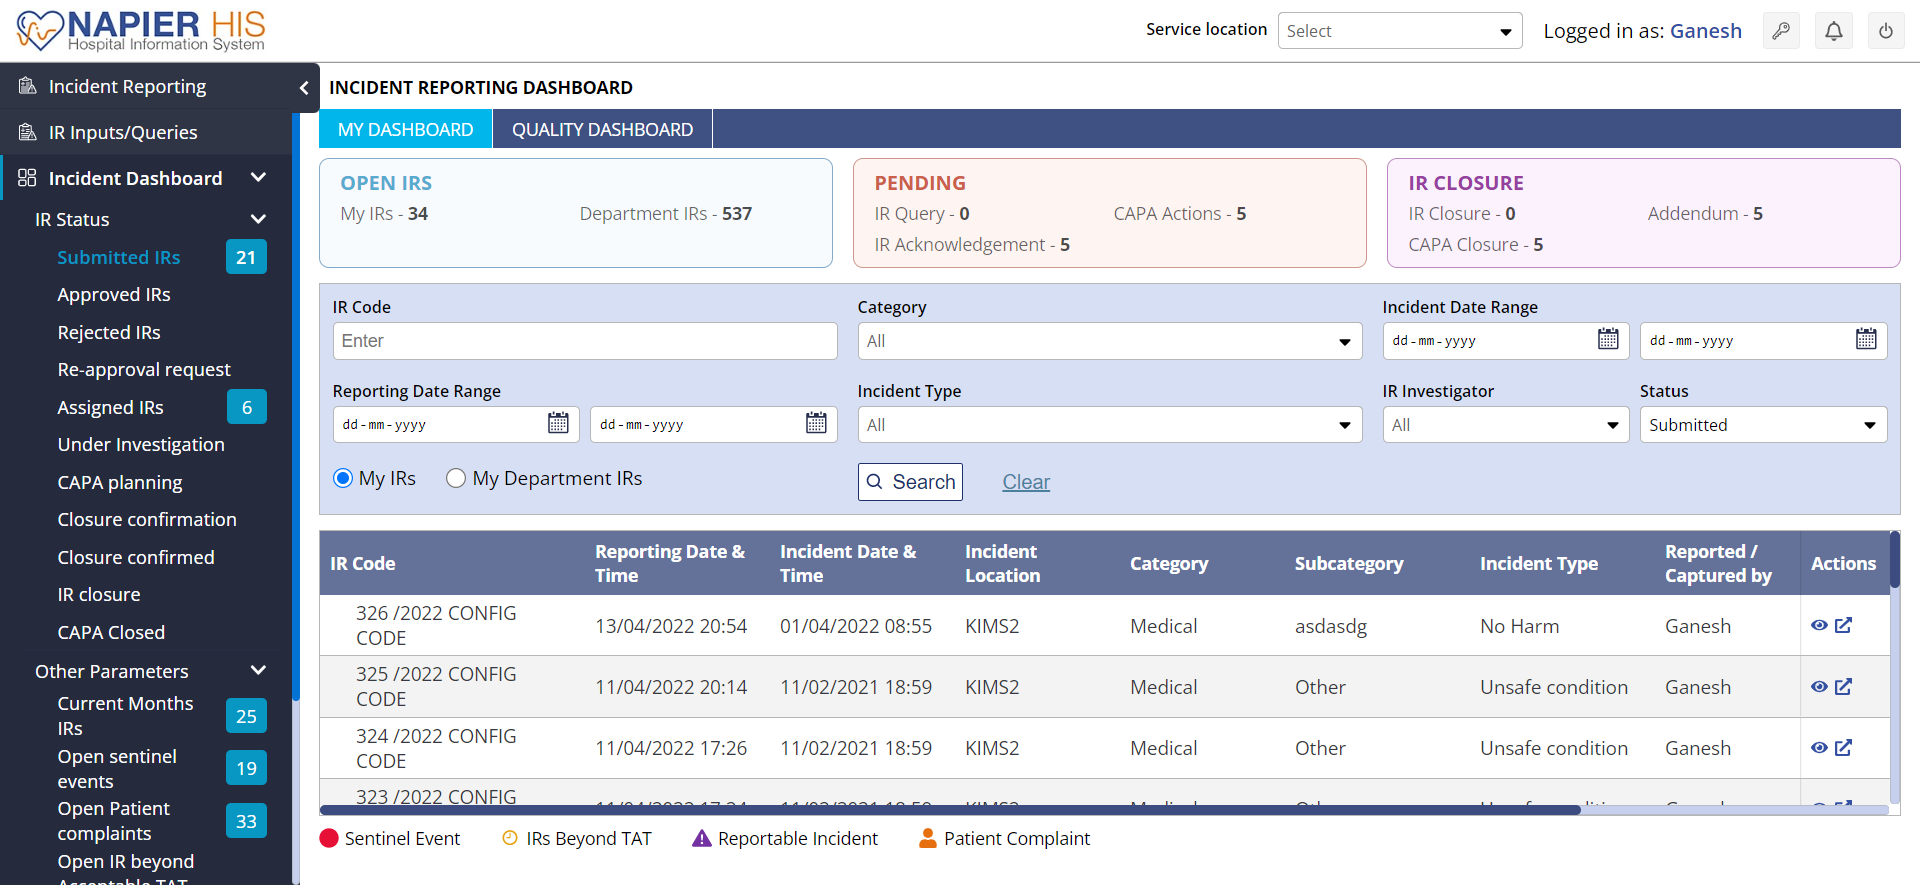 NAPIER HIS
Hospital Information System
Service location
Select
Logged in as: Ganesh
Incident Reporting
IR Inputs/Queries
Incident Dashboard
IR Status
Submitted IRs 21
Approved IRs
Rejected IRs
Re-approval request
Assigned IRs 6
Under Investigation
CAPA planning
Closure confirmation
Closure confirmed
IR closure
CAPA Closed
Other Parameters
Current Months
IRs
25
Open sentinel
events
19
Open Patient
complaints
33
Open IR beyond
Acceptable TAT
INCIDENT REPORTING DASHBOARD
MY DASHBOARD QUALITY DASHBOARD
OPEN IRS
My IRs - 34 Department IRs - 537
PENDING
IR Query - 0 CAPA Actions - 5
IR Acknowledgement - 5
IR CLOSURE
IR Closure - 0 Addendum - 5
CAPA Closure - 5
IR Code Category Incident Date Range
Enter All dd-mm-yyyy dd-mm-yyyy
Reporting Date Range Incident Type IR Investigator Status
dd-mm-yyyy dd-mm-yyyy All All Submitted
My IRs My Department IRs Search Clear
IR Code Reporting Date & Time Incident Date & Time Incident Location Category Subcategory Incident Type Reported / Captured by Actions
326 /2022 CONFIG CODE 13/04/2022 20:54 01/04/2022 08:55 KIMS2 Medical asdasdg No Harm Ganesh
325 /2022 CONFIG CODE 11/04/2022 20:14 11/02/2021 18:59 KIMS2 Medical Other Unsafe condition Ganesh
324 /2022 CONFIG CODE 11/04/2022 17:26 11/02/2021 18:59 KIMS2 Medical Other Unsafe condition Ganesh
323 /2022 CONFIG
Sentinel Event IRs Beyond TAT Reportable Incident Patient Complaint